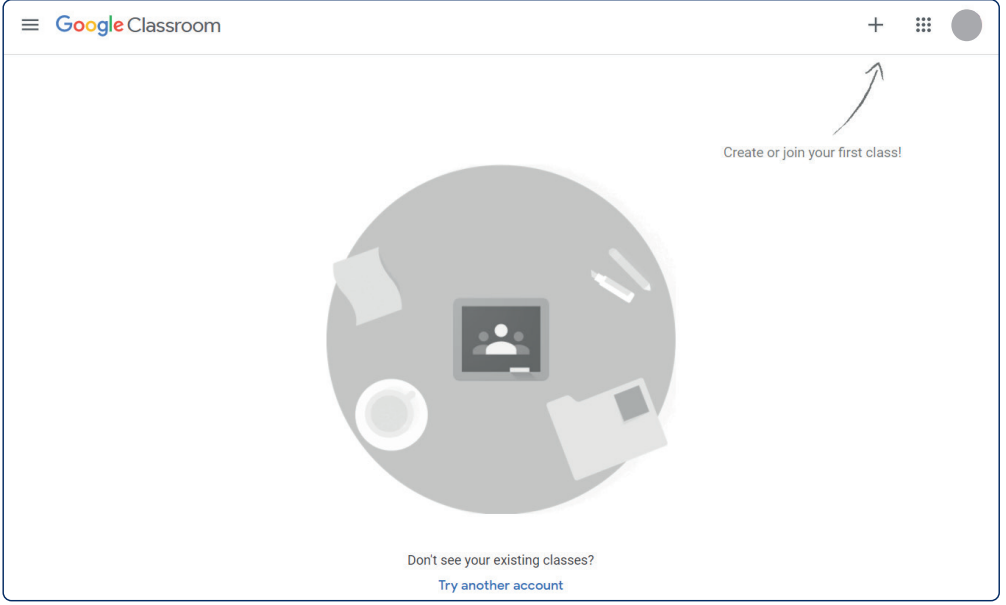 Google Classroom
Create or join your first class!
Don't see your existing classes?
Try another account